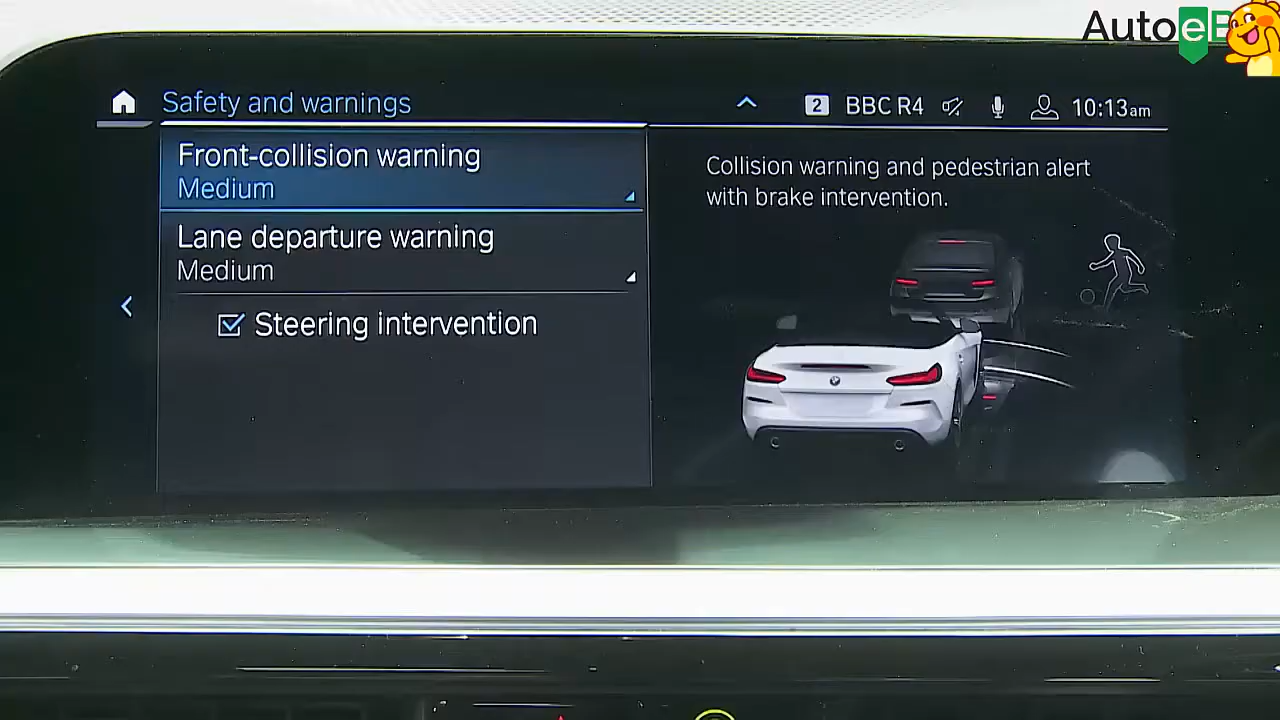 AutoeB
Safety and warnings
2 BBC R4 10:13am
Front-collision warning
Medium
Lane departure warning
Medium
Steering intervention
Collision warning and pedestrian alert
with brake intervention.